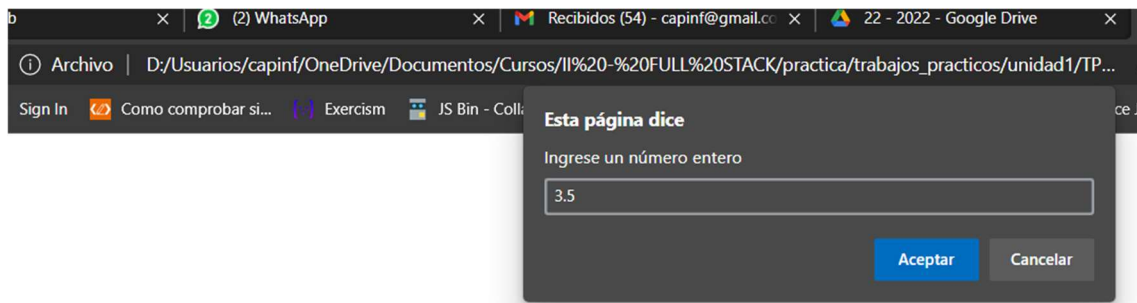 b
2 (2) WhatsApp
Recibidos (54) - capinf@gmail.co
22 - 2022 - Google Drive
Archivo | D:/Usuarios/capinf/OneDrive/Documentos/Cursos/II%20-%20FULL%20STACK/practica/trabajos_practicos/unidad1/TP...
Sign In Como comprobar si... Exercism JS Bin - Colla ce J
Esta página dice
Ingrese un número entero
3.5
Aceptar Cancelar